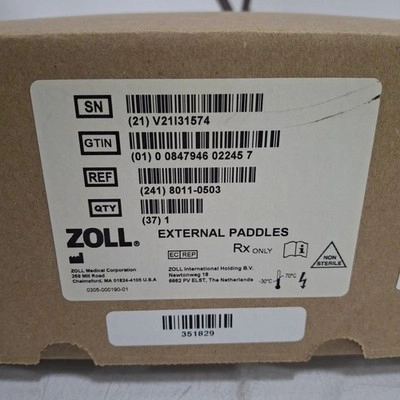 SN
(21) V21I31574
GTIN
(01) 0 0847946 02245 7
REF
(241) 8011-0503
QTY
(37) 1
ZOLL®
EXTERNAL PADDLES
Rx ONLY
NON STERILE
EC REP
ZOLL Medical Corporation
269 Mill Road
Chelmsford, MA 01824-4105 U.S.A
ZOLL International Holding B.V.
Newtonweg 18
6662 PV ELST, The Netherlands
-30°C
70°C
0305-000190-01
351829